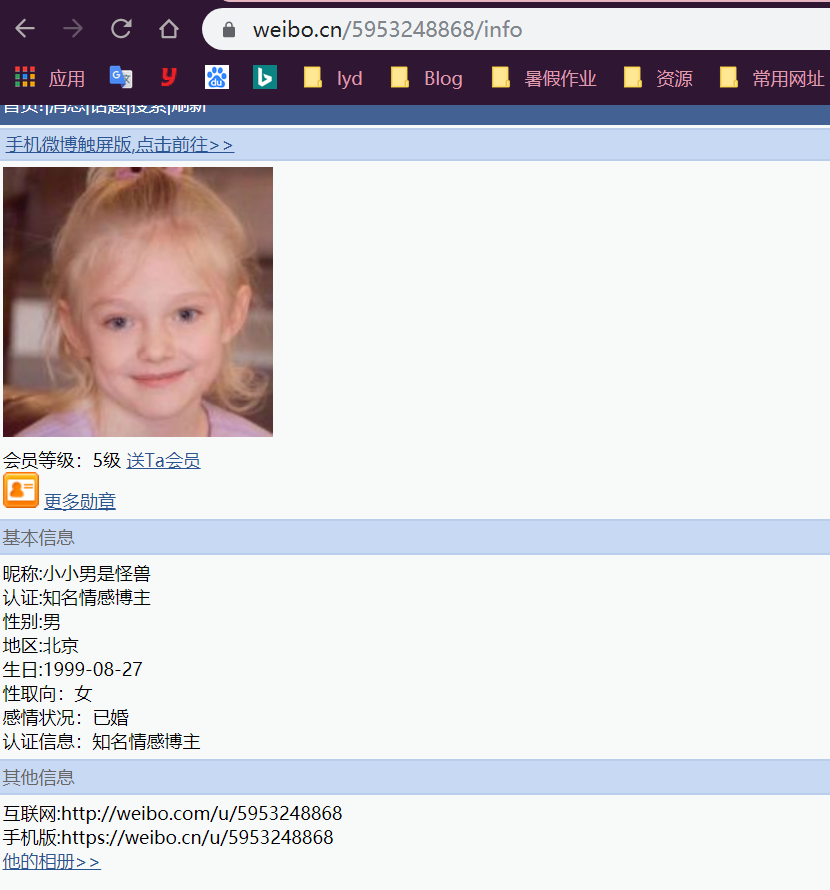 weibo.cn/5953248868/info
应用 lyd Blog 暑假作业 资源 常用网址
首页!|消息|话题|搜索|刷新
手机微博触屏版,点击前往>>
会员等级：5级 送Ta会员
更多勋章
基本信息
昵称:小小男是怪兽
认证:知名情感博主
性别:男
地区:北京
生日:1999-08-27
性取向：女
感情状况：已婚
认证信息：知名情感博主
其他信息
互联网:http://weibo.com/u/5953248868
手机版:https://weibo.cn/u/5953248868
他的相册>>